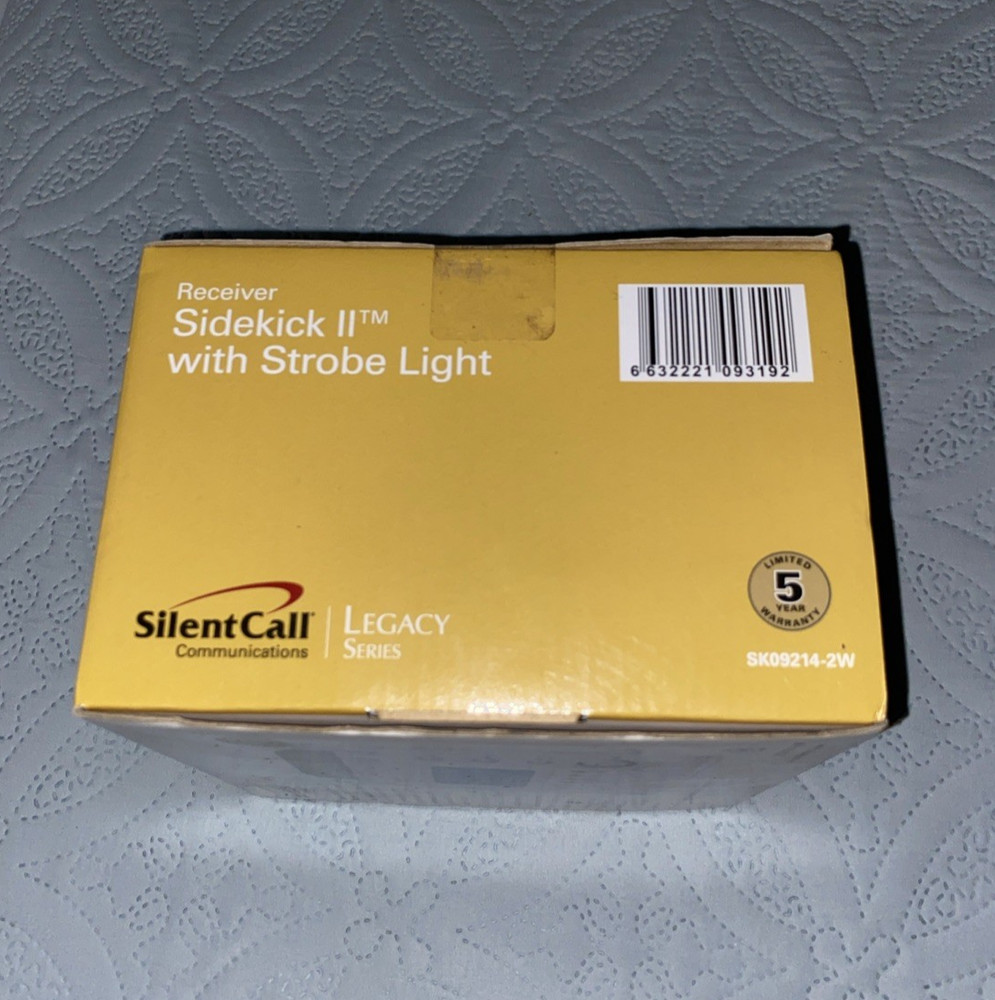 Receiver
Sidekick II™
with Strobe Light
6 632221 093192
LIMITED
5
YEAR
WARRANTY
SilentCall
Communications
LEGACY
SERIES
SK09214-2W